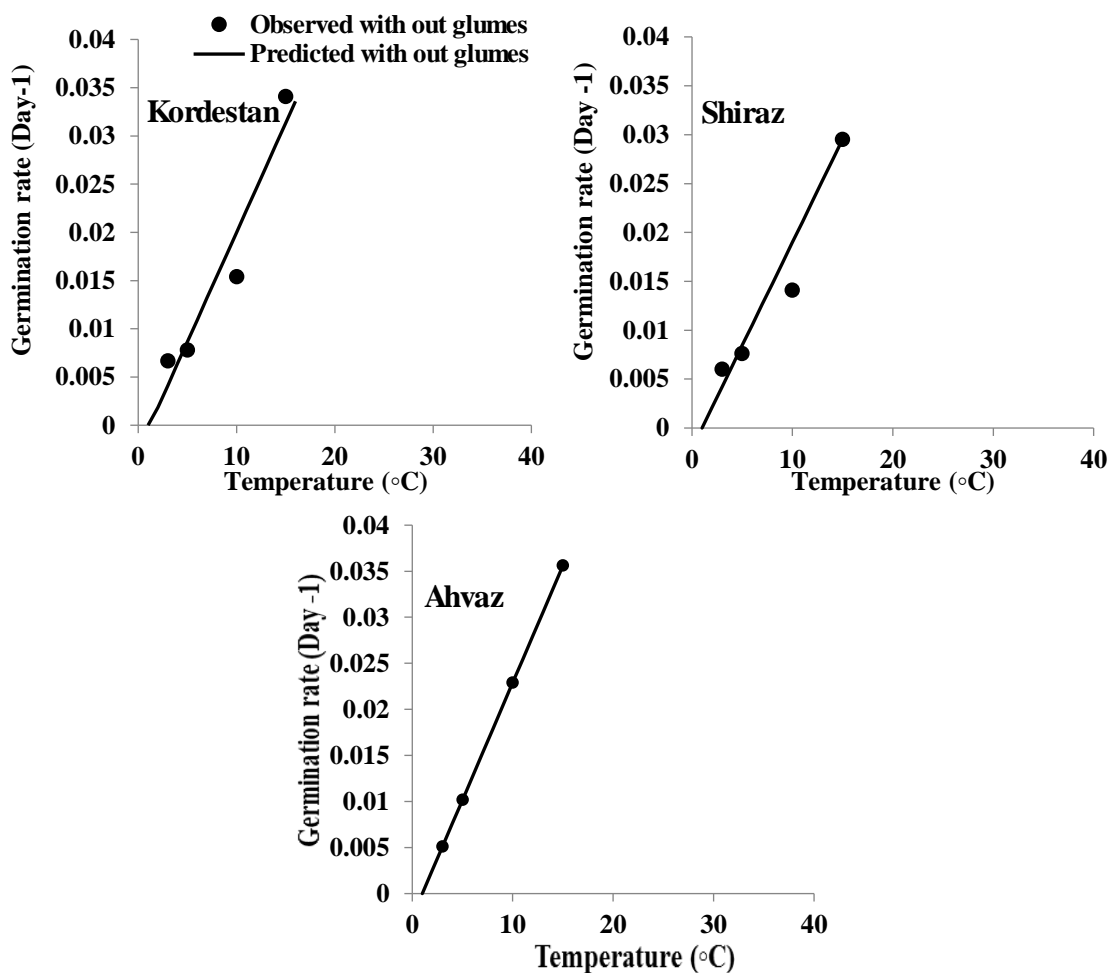 Observed with out glumes
Predicted with out glumes
Germination rate (Day-1)
0.04
0.035
0.03
0.025
0.02
0.015
0.01
0.005
0
Kordestan
0 10 20 30 40
Temperature (◦C)
Germination rate (Day -1)
0.04
0.035
0.03
0.025
0.02
0.015
0.01
0.005
0
Shiraz
0 10 20 30 40
Temperature (◦C)
Germination rate (Day -1)
0.04
0.035
0.03
0.025
0.02
0.015
0.01
0.005
0
Ahvaz
0 10 20 30 40
Temperature (◦C)